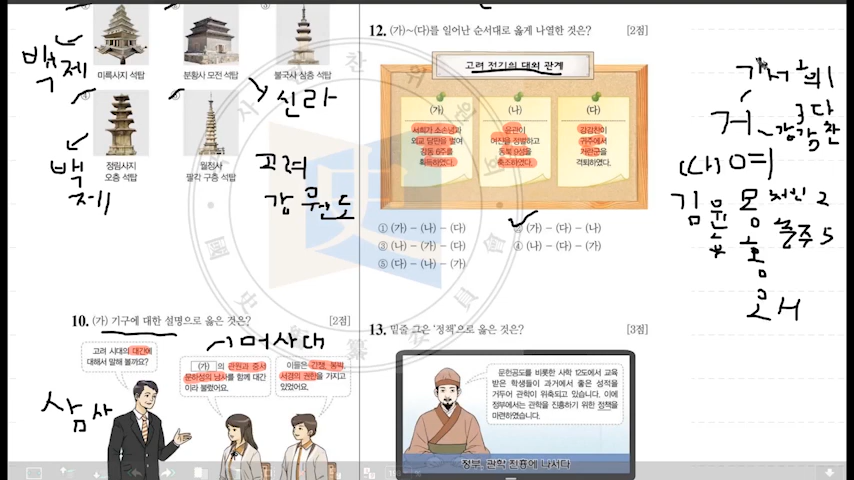 미륵사지 석탑
분황사 모전 석탑
불국사 삼층 석탑
백제
신라
정림사지
오층 석탑
월정사
팔각 구층 석탑
백
제
고려
강원도
10. (가) 기구에 대한 설명으로 옳은 것은? [2점]
고려 시대의 대간에
대해서 말해 볼까요?
(가) 의 관원과 중서
문하성의 낭사를 함께 대간
이라 불렀어요.
이들은 간쟁, 봉박,
서경의 권한을 가지고
있었어요.
어사대
삼사
12. (가)~(다)를 일어난 순서대로 옳게 나열한 것은? [2점]
고려 전기의 대외 관계
(가)
서희가 소손녕과
외교 담판을 벌여
강동 6주를
획득하였다.
(나)
윤관이
여진을 정벌하고
동북 9성을
축조하였다.
(다)
강감찬이
귀주에서
거란군을
격퇴하였다.
① (가) - (나) - (다)
② (가) - (다) - (나)
③ (나) - (가) - (다)
④ (나) - (다) - (가)
⑤ (다) - (나) - (가)
13. 밑줄 그은 '정책'으로 옳은 것은? [3점]
문헌공도를 비롯한 사학 12도에서 교육
받은 학생들이 과거에서 좋은 성적을
거두어 관학이 위축되고 있습니다. 이에
정부에서는 관학을 진흥하기 위한 정책을
마련하였습니다.
정부, 관학 진흥에 나서다
거
강감찬
여
김윤후
몽
처인 2
충주 5
홍